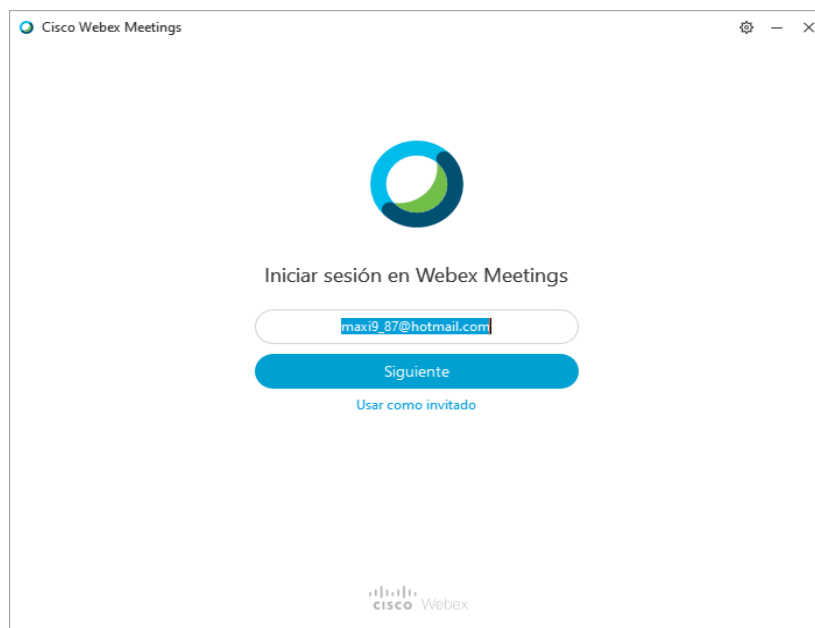 Cisco Webex Meetings
Iniciar sesión en Webex Meetings
maxi9_87@hotmail.com
Siguiente
Usar como invitado
cisco Webex